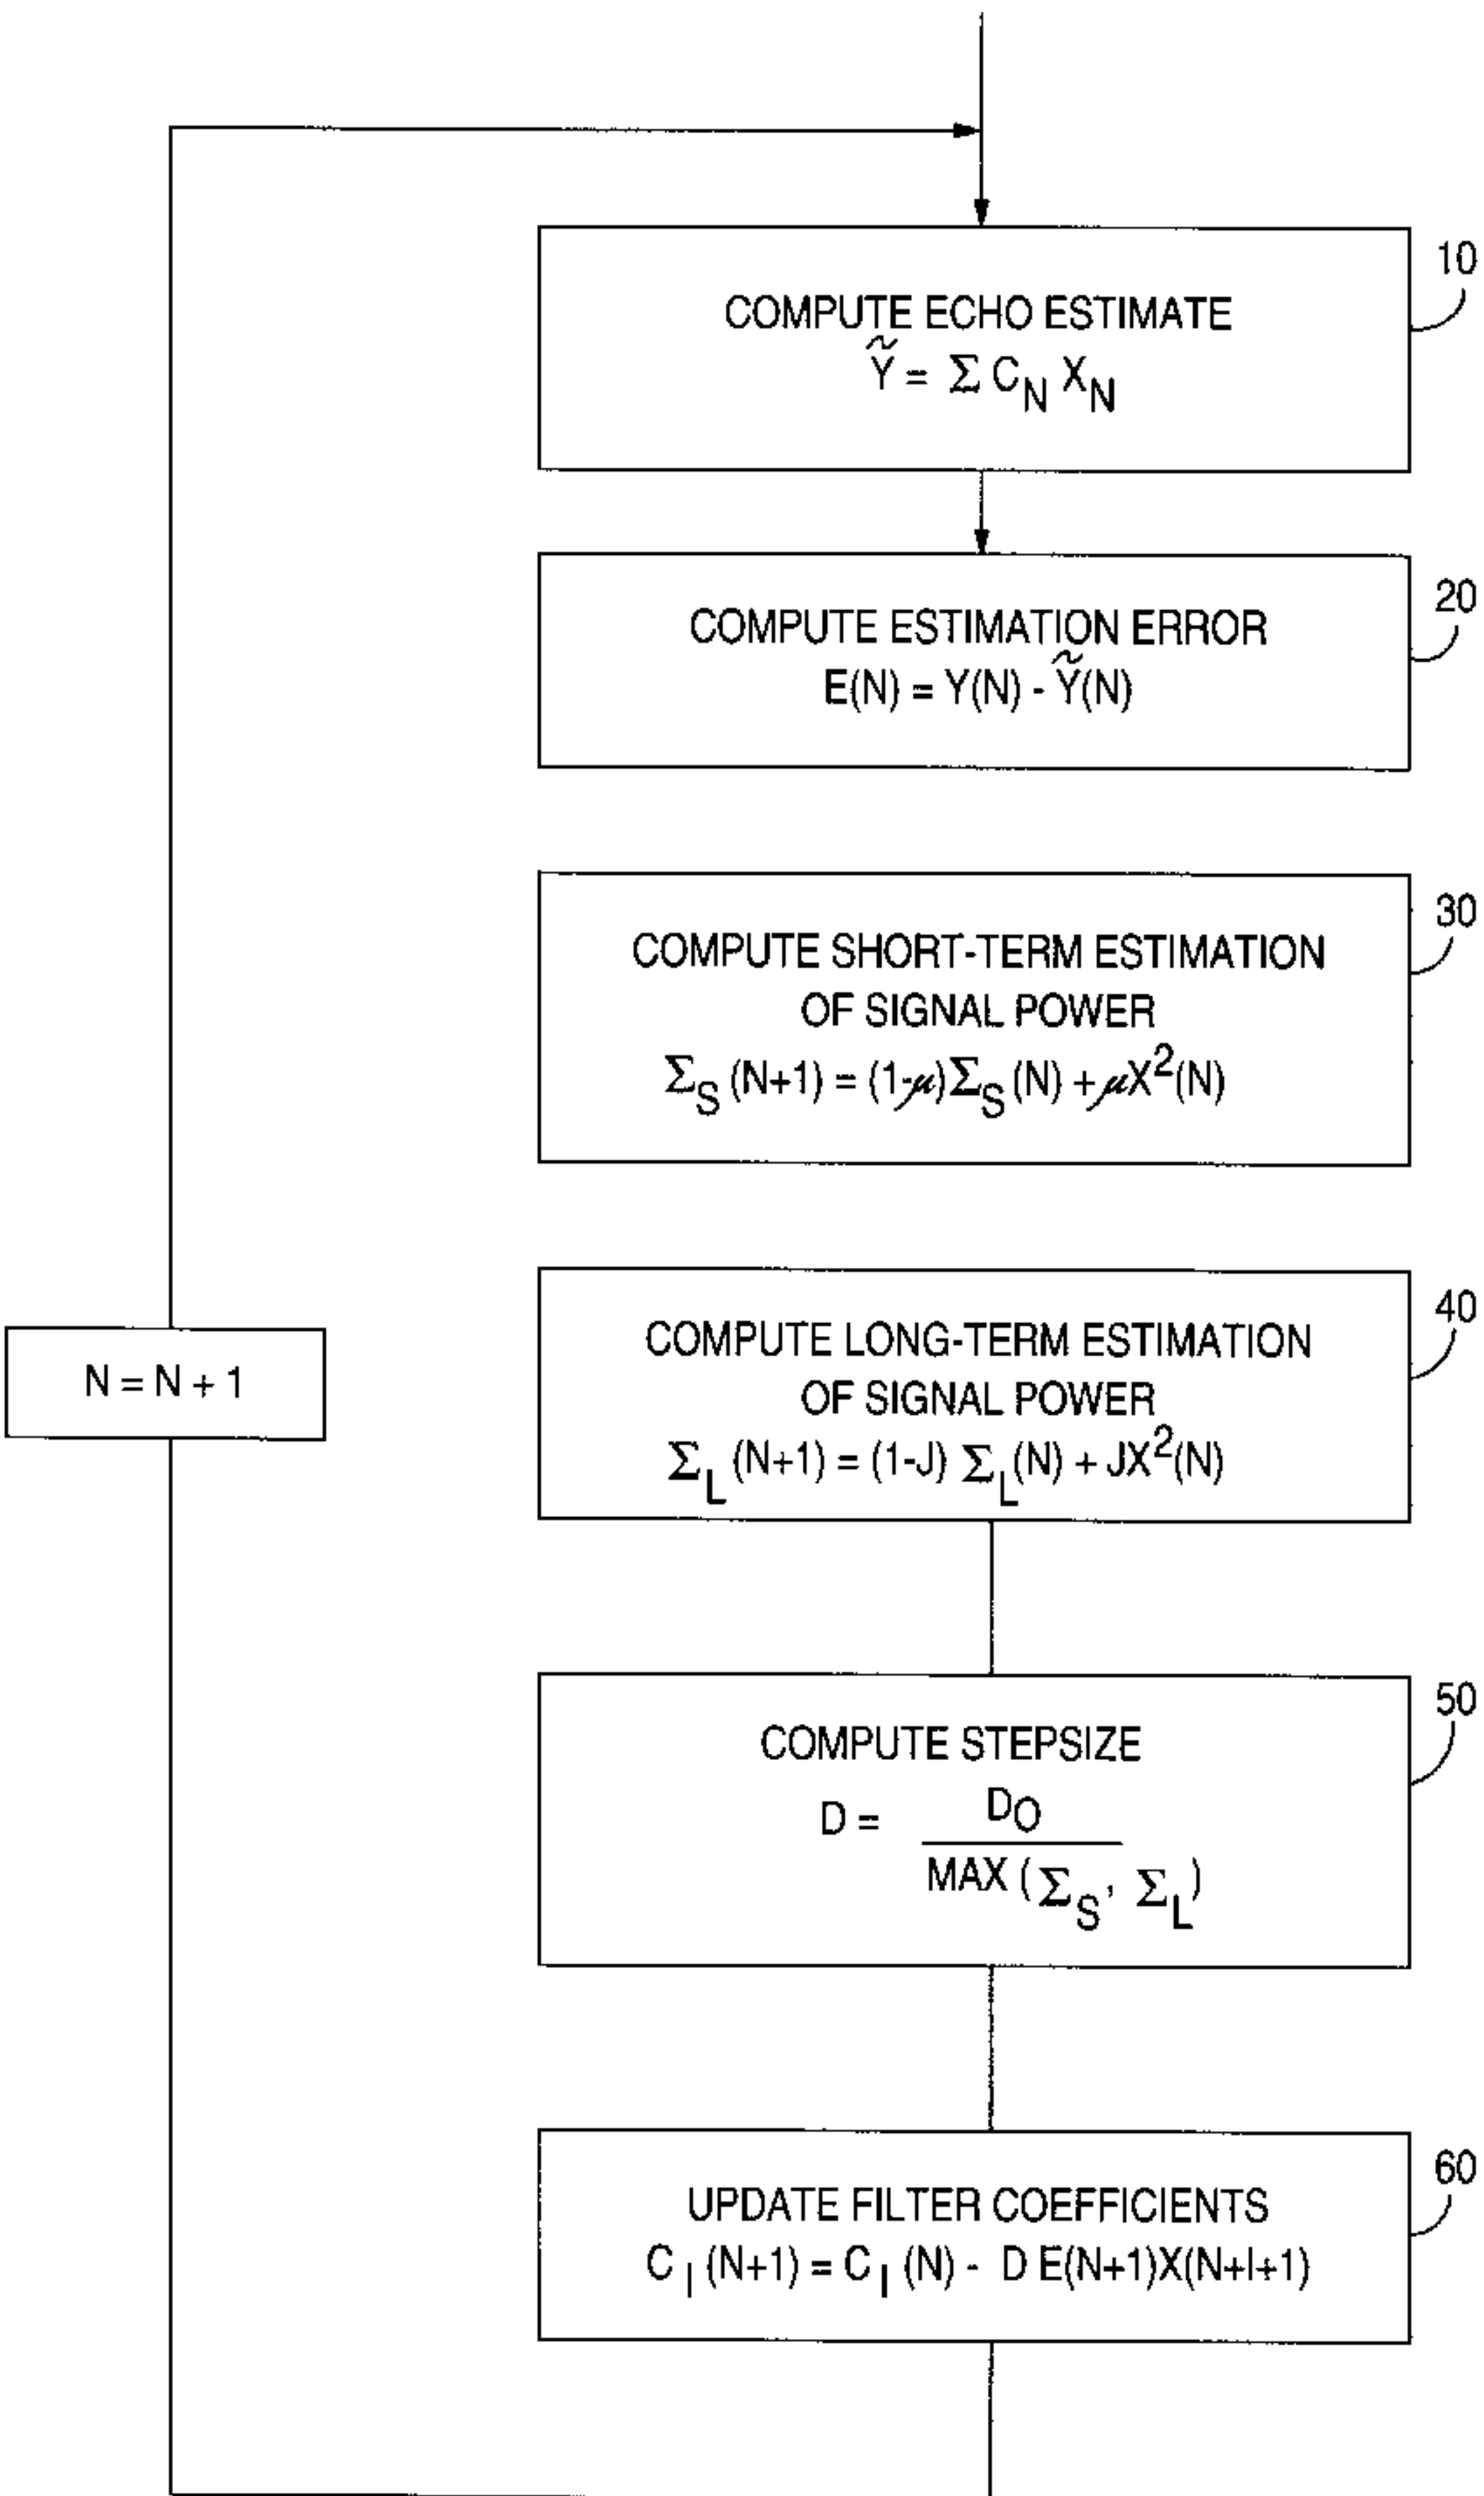 10
COMPUTE ECHO ESTIMATE
Ỹ = Σ C_N X_N
20
COMPUTE ESTIMATION ERROR
E(N) = Y(N) - Ỹ(N)
30
COMPUTE SHORT-TERM ESTIMATION
OF SIGNAL POWER
Σ_S (N+1) = (1-μ)Σ_S (N) + μX²(N)
40
COMPUTE LONG-TERM ESTIMATION
OF SIGNAL POWER
Σ_L (N+1) = (1-J) Σ_L (N) + JX²(N)
N = N + 1
50
COMPUTE STEPSIZE
D = D_O
MAX (Σ_S, Σ_L)
60
UPDATE FILTER COEFFICIENTS
C_I (N+1) = C_I (N) - D E(N+1)X(N+I+1)